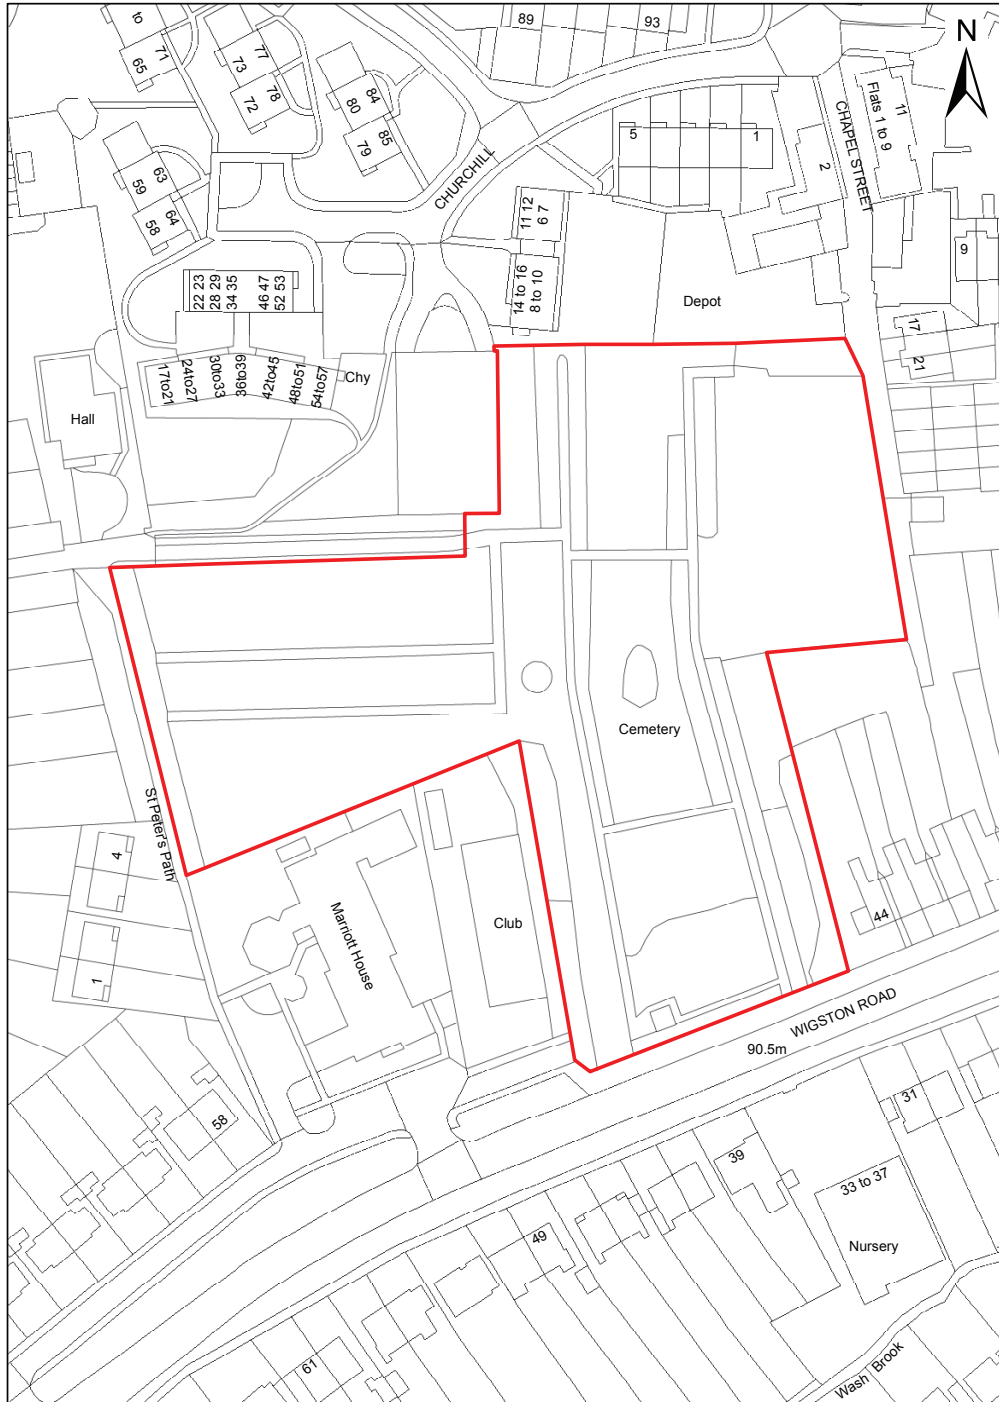 89
93
N
to
71
65
77
73
78
72
84
80
85
79
5
1
2
CHAPEL STREET
Flats 1 to 9
11
63
59
64
58
CHURCHILL
11 12
6 7
14 to 16
8 to 10
9
22 23
28 29
34 35
46 47
52 53
Depot
17
21
17to21
24to27
30to33
36to39
42to45
48to51
54to57
Chy
Hall
Cemetery
St Peter's Path
4
1
Marriott House
Club
44
WIGSTON ROAD
90.5m
58
31
39
33 to 37
49
Nursery
61
Wash Brook